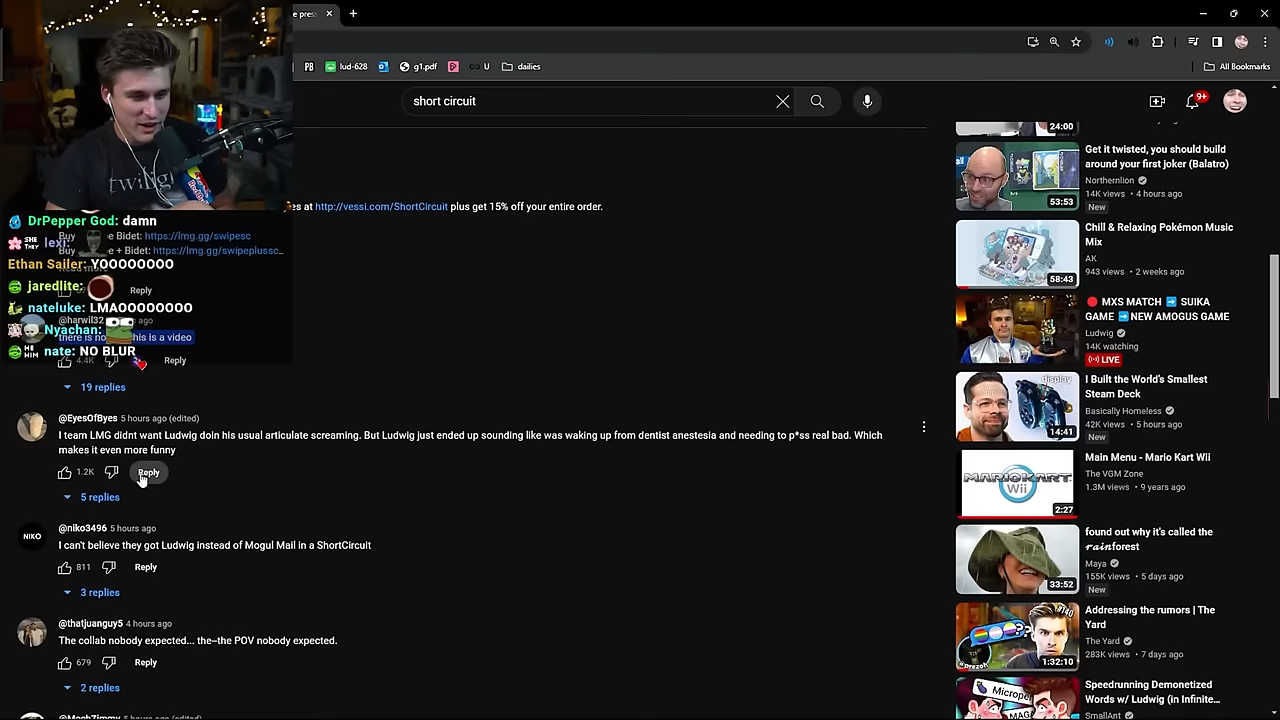 e pres
PB
lud-628
g1.pdf
U
dailies
All Bookmarks
short circuit
9+
es at http://vessi.com/ShortCircuit plus get 15% off your entire order.
DrPepper God: damn
Buy
e Bidet: https://lmg.gg/swipesc
lexi:
Buy
e + Bidet: https://lmg.gg/swipeplussc...
Ethan Sailer: YOOOOOOOO
jaredlite:
Reply
nateluke: LMAOOOOOOO
@harwil32
ago
Nyachan:
there is no
his is a video
nate: NO BLUR
4.4K
Reply
19 replies
@EyesOfByes 5 hours ago (edited)
I team LMG didnt want Ludwig doin his usual articulate screaming. But Ludwig just ended up sounding like was waking up from dentist anestesia and needing to p*ss real bad. Which
makes it even more funny
1.2K
Reply
5 replies
NIKO
@niko3496 5 hours ago
I can't believe they got Ludwig instead of Mogul Mail in a ShortCircuit
811
Reply
3 replies
@thatjuanguy5 4 hours ago
The collab nobody expected... the--the POV nobody expected.
679
Reply
2 replies
24:00
Get it twisted, you should build
around your first joker (Balatro)
Northernlion
14K views • 4 hours ago
New
53:53
Chill & Relaxing Pokémon Music
Mix
AK
943 views • 2 weeks ago
58:43
MXS MATCH ➡️ SUIKA
GAME ➡️ NEW AMOGUS GAME
Ludwig
14K watching
LIVE
display
I Built the World's Smallest
Steam Deck
Basically Homeless
42K views • 5 hours ago
New
14:41
MARIOKART
Wii
Main Menu - Mario Kart Wii
The VGM Zone
1.3M views • 9 years ago
2:27
found out why it's called the
𝓇𝒶𝒾𝓃forest
Maya
155K views • 5 days ago
New
33:52
Addressing the rumors | The
Yard
The Yard
283K views • 7 days ago
1:32:10
Speedrunning Demonetized
Words w/ Ludwig (in Infinite...
SmallAnt